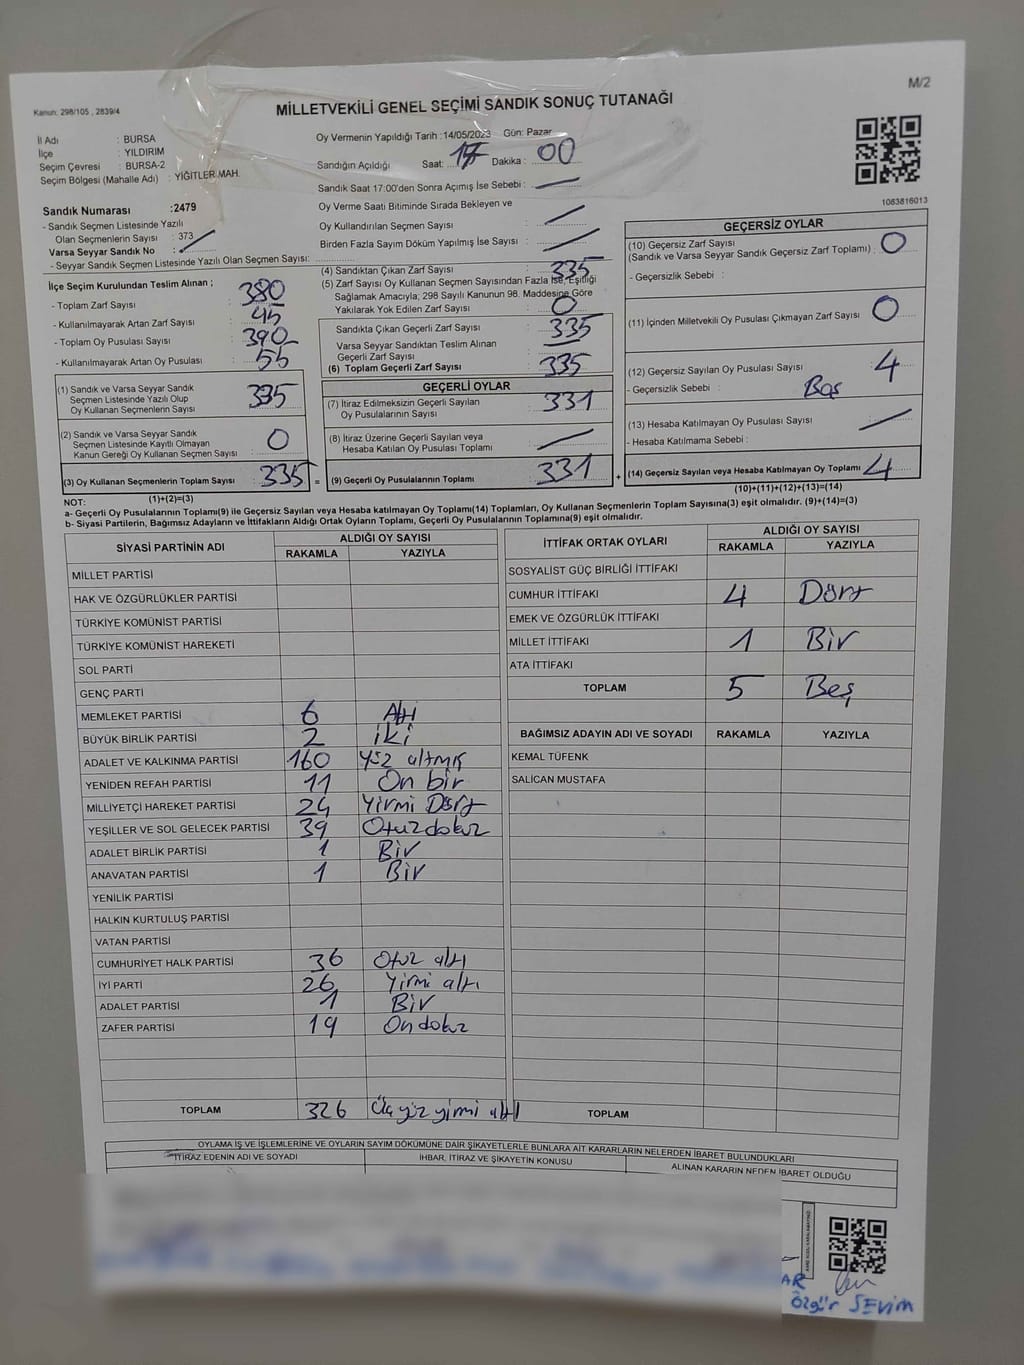 M/2
Kanun: 298/105 , 2839/4
MİLLETVEKİLİ GENEL SEÇİMİ SANDIK SONUÇ TUTANAĞI
İl Adı : BURSA
İlçe : YILDIRIM
Seçim Çevresi : BURSA-2
Seçim Bölgesi (Mahalle Adı) : YİĞİTLER MAH.
Oy Vermenin Yapıldığı Tarih : 14/05/2023 Gün: Pazar
Sandığın Açıldığı Saat: 17 Dakika : 00
Sandık Saat 17:00'den Sonra Açımış İse Sebebi :
Oy Verme Saati Bitiminde Sırada Bekleyen ve
Oy Kullandırılan Seçmen Sayısı :
Birden Fazla Sayım Döküm Yapılmış İse Sayısı :
1083816013
Sandık Numarası :2479
- Sandık Seçmen Listesinde Yazılı
Olan Seçmenlerin Sayısı : 373
Varsa Seyyar Sandık No :
- Seyyar Sandık Seçmen Listesinde Yazılı Olan Seçmen Sayısı:
İlçe Seçim Kurulundan Teslim Alınan ;
- Toplam Zarf Sayısı : 380
- Kullanılmayarak Artan Zarf Sayısı : 45
- Toplam Oy Pusulası Sayısı : 390
- Kullanılmayarak Artan Oy Pusulası : 55
(1) Sandık ve Varsa Seyyar Sandık
Seçmen Listesinde Yazılı Olup
Oy Kullanan Seçmenlerin Sayısı : 335
(2) Sandık ve Varsa Seyyar Sandık
Seçmen Listesinde Kayıtlı Olmayan
Kanun Gereği Oy Kullanan Seçmen Sayısı : 0
(3) Oy Kullanan Seçmenlerin Toplam Sayısı : 335 =
(4) Sandıktan Çıkan Zarf Sayısı : 335
(5) Zarf Sayısı Oy Kullanan Seçmen Sayısından Fazla İse, Eşitliği
Sağlamak Amacıyla; 298 Sayılı Kanunun 98. Maddesine Göre
Yakılarak Yok Edilen Zarf Sayısı : 0
Sandıkta Çıkan Geçerli Zarf Sayısı : 335
Varsa Seyyar Sandıktan Teslim Alınan
Geçerli Zarf Sayısı :
(6) Toplam Geçerli Zarf Sayısı : 335
GEÇERLİ OYLAR
(7) İtiraz Edilmeksizin Geçerli Sayılan
Oy Pusulalarının Sayısı : 331
(8) İtiraz Üzerine Geçerli Sayılan veya
Hesaba Katılan Oy Pusulası Toplamı :
(9) Geçerli Oy Pusulalarının Toplamı : 331 +
GEÇERSİZ OYLAR
(10) Geçersiz Zarf Sayısı
(Sandık ve Varsa Seyyar Sandık Geçersiz Zarf Toplamı) : 0
- Geçersizlik Sebebi :
(11) İçinden Milletvekili Oy Pusulası Çıkmayan Zarf Sayısı : 0
(12) Geçersiz Sayılan Oy Pusulası Sayısı : 4
- Geçersizlik Sebebi : Boş
(13) Hesaba Katılmayan Oy Pusulası Sayısı :
- Hesaba Katılmama Sebebi :
(14) Geçersiz Sayılan veya Hesaba Katılmayan Oy Toplamı : 4
NOT: (1)+(2)=(3) (10)+(11)+(12)+(13)=(14)
a- Geçerli Oy Pusulalarının Toplamı(9) ile Geçersiz Sayılan veya Hesaba katılmayan Oy Toplamı(14) Toplamları, Oy Kullanan Seçmenlerin Toplam Sayısına(3) eşit olmalıdır. (9)+(14)=(3)
b- Siyasi Partilerin, Bağımsız Adayların ve İttifakların Aldığı Ortak Oyların Toplamı, Geçerli Oy Pusulalarının Toplamına(9) eşit olmalıdır.
SİYASİ PARTİNİN ADI ALDIĞI OY SAYISI
RAKAMLA YAZIYLA
MİLLET PARTİSİ
HAK VE ÖZGÜRLÜKLER PARTİSİ
TÜRKİYE KOMÜNİST PARTİSİ
TÜRKİYE KOMÜNİST HAREKETİ
SOL PARTİ
GENÇ PARTİ
MEMLEKET PARTİSİ 6 Altı
BÜYÜK BİRLİK PARTİSİ 2 iki
ADALET VE KALKINMA PARTİSİ 160 Yüz altmış
YENİDEN REFAH PARTİSİ 11 On bir
MİLLİYETÇİ HAREKET PARTİSİ 24 Yirmi Dört
YEŞİLLER VE SOL GELECEK PARTİSİ 39 Otuz dokuz
ADALET BİRLİK PARTİSİ 1 Bir
ANAVATAN PARTİSİ 1 Bir
YENİLİK PARTİSİ
HALKIN KURTULUŞ PARTİSİ
VATAN PARTİSİ
CUMHURİYET HALK PARTİSİ 36 Otuz altı
İYİ PARTİ 26 Yirmi altı
ADALET PARTİSİ 1 Bir
ZAFER PARTİSİ 19 On dokuz
TOPLAM 326 Üç yüz yirmi altı
İTTİFAK ORTAK OYLARI ALDIĞI OY SAYISI
RAKAMLA YAZIYLA
SOSYALİST GÜÇ BİRLİĞİ İTTİFAKI
CUMHUR İTTİFAKI 4 Dört
EMEK VE ÖZGÜRLÜK İTTİFAKI
MİLLET İTTİFAKI 1 Bir
ATA İTTİFAKI
TOPLAM 5 Beş
BAĞIMSIZ ADAYIN ADI VE SOYADI RAKAMLA YAZIYLA
KEMAL TÜFENK
SALİCAN MUSTAFA
TOPLAM
OYLAMA İŞ VE İŞLEMLERİNE VE OYLARIN SAYIM DÖKÜMÜNE DAİR ŞİKAYETLERLE BUNLARA AİT KARARLARIN NELERDEN İBARET BULUNDUKLARI
İTİRAZ EDENİN ADI VE SOYADI İHBAR, İTİRAZ VE ŞİKAYETİN KONUSU ALINAN KARARIN NEDEN İBARET OLDUĞU
AR
Özgür SEVİM